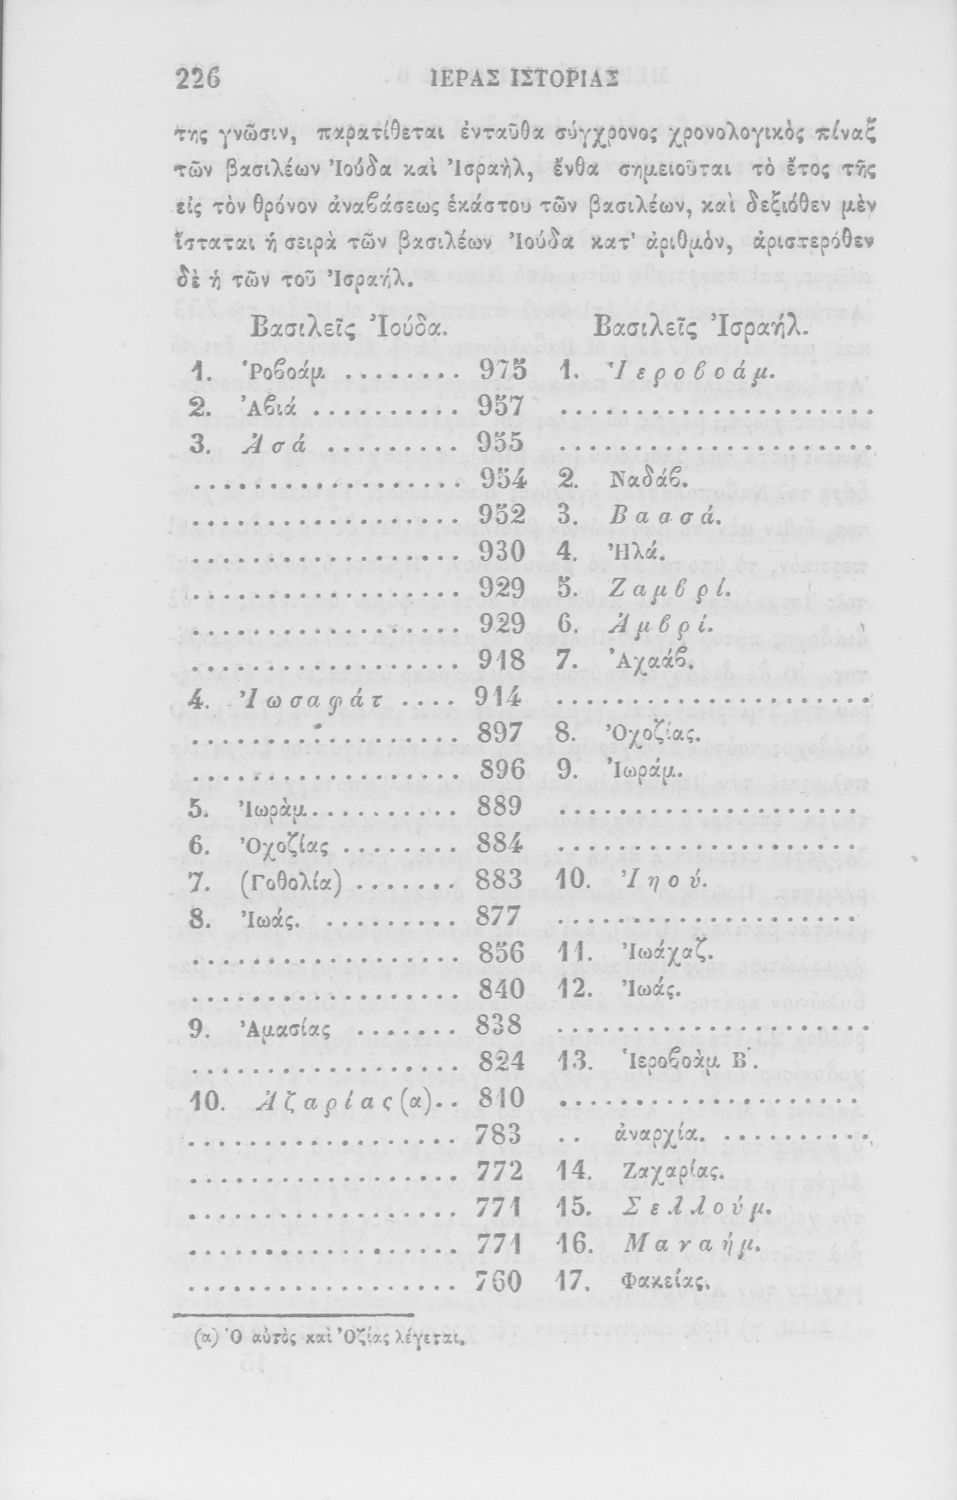 226 ΙΕΡΑΣ ΙΣΤΟΡΙΑΣ
της γνῶσιν, παρατίθεται ἐνταῦθα σύγχρονος χρονολογικὸς πίναξ
τῶν βασιλέων Ἰούδα καὶ Ἰσραὴλ, ἔνθα σημειοῦται τὸ ἔτος τῆς
εἰς τὸν θρόνον ἀναβάσεως ἑκάστου τῶν βασιλέων, καὶ δεξιόθεν μὲν
ἵσταται ἡ σειρὰ τῶν βασιλέων Ἰούδα κατ' ἀριθμὸν, ἀριστερόθεν
δὲ ἡ τῶν τοῦ Ἰσραήλ.
Βασιλεῖς Ἰούδα. Βασιλεῖς Ἰσραήλ.
1. Ῥοβοάμ ........ 975 1. Ἱεροβοάμ.
2. Ἀβιά .......... 957 .....................
3. Ἀσά ......... 955 .....................
.................. 954 2. Ναδάβ.
.................. 952 3. Βαασά.
.................. 930 4. Ἠλά.
.................. 929 5. Ζαμβρί.
.................. 929 6. Ἀμβρί.
.................. 918 7. Ἀχαάβ.
4. Ἰωσαφάτ .... 914 .....................
.................. 897 8. Ὀχοζίας.
.................. 896 9. Ἰωράμ.
5. Ἰωράμ.......... 889 ....................
6. Ὀχοζίας ........ 884 ....................
7. (Γοθολία) ....... 883 10. Ἰηού.
8. Ἰωάς. ......... 877 ....................
.................. 856 11. Ἰωάχαζ.
.................. 840 12. Ἰωάς.
9. Ἀμασίας ....... 838 .....................
.................. 824 13. Ἱεροβοὰμ Β΄.
10. Ἀζαρίας (α).. 810 ....................
.................. 783 .. ἀναρχία. ..........
.................. 772 14. Ζαχαρίας.
.................. 771 15. Σελλούμ.
.................. 771 16. Μαναήμ.
.................. 760 17. Φακείας.
(α) Ὁ αὐτὸς καὶ Ὀζίας λέγεται.